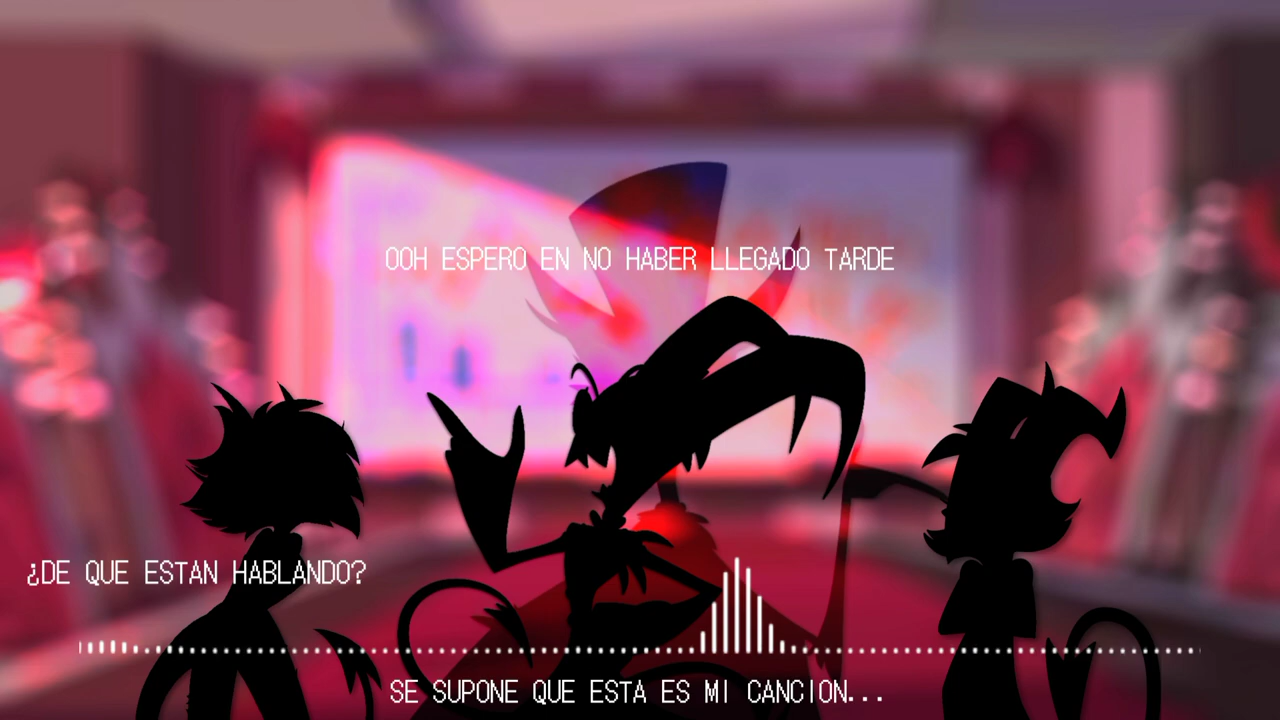 OOH ESPERO EN NO HABER LLEGADO TARDE
¿DE QUE ESTAN HABLANDO?
SE SUPONE QUE ESTA ES MI CANCION...